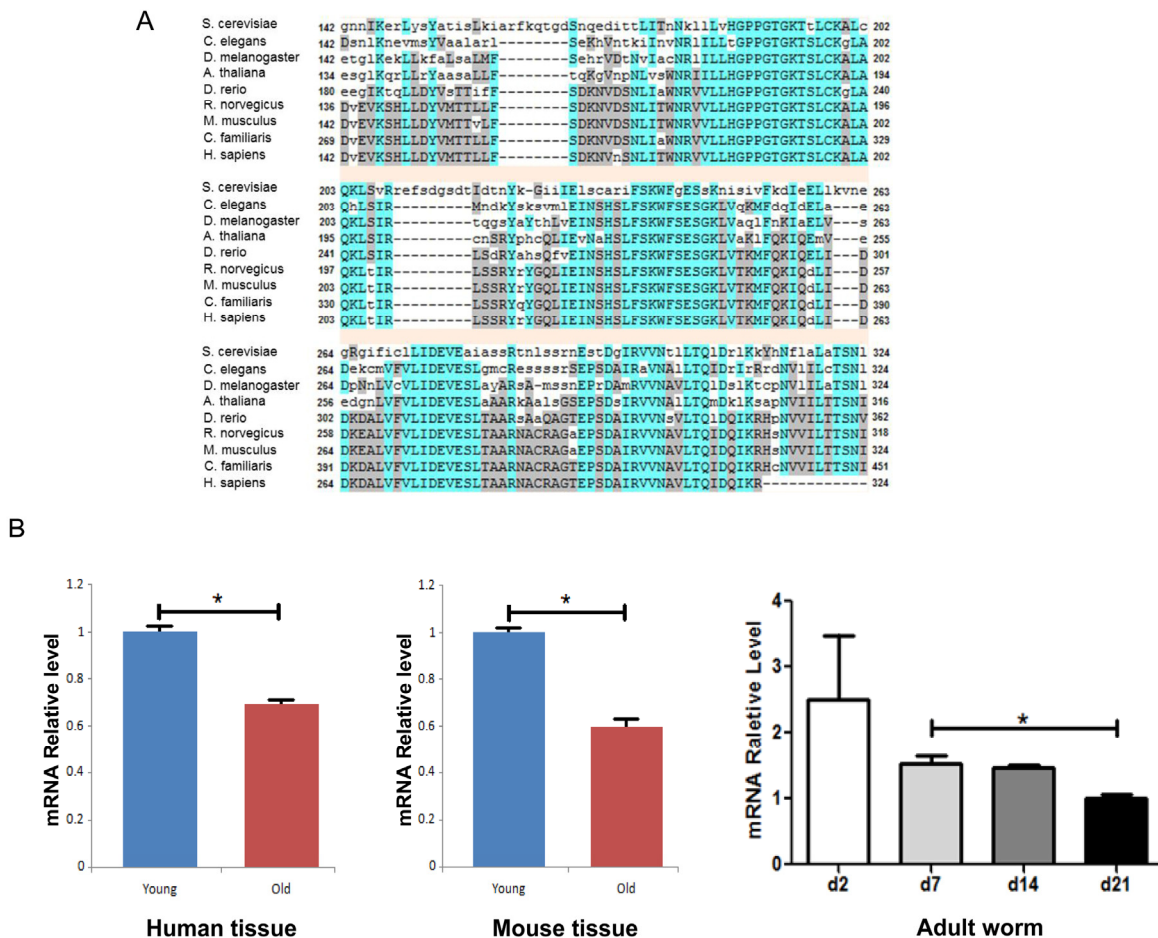 A
S. cerevisiae 142 gnnIKerLysYatisLkiarfkqtgdSnqedittLITnNkllLvHGPPGTGKTtLCKALc 202
C. elegans 142 DsnlKnevmsYVaalarl--------SeKhVntkIInvNRlILLtGPPGTGKTSLCKgLA 202
D. melanogaster 142 etglKekLLkfaLsaLMF--------SehrVDtNVIacNRlILLHGPPGTGKTSLCKALA 202
A. thaliana 134 esglKqrLLrYaasaLLF--------tqKgVnpNLvsWNRIILLHGPPGTGKTSLCKALA 194
D. rerio 180 eegIKtqLLDYVsTTifF--------SDKNVDSNLIaWNRVVLLHGPPGTGKTSLCKgLA 240
R. norvegicus 136 DvEVKSHLLDYVMTTLLF--------SDKNVDSNLITWNRVVLLHGPPGTGKTSLCKALA 196
M. musculus 142 DvEVKSHLLDYVMTTvLF--------SDKNVDSNLITWNRVVLLHGPPGTGKTSLCKALA 202
C. familiaris 269 DvEVKSHLLDYVMTTLLF--------SDKNVDSNLIaWNRVVLLHGPPGTGKTSLCKALA 329
H. sapiens 142 DvEVKSHLLDYVMTTLLF--------SDKNVnSNLITWNRVVLLHGPPGTGKTSLCKALA 202
S. cerevisiae 203 QKLSvRrefsdgsdtIdtnYk-GiiIElscariFSKWFgESsKnisivFkdIeELlkvne 263
C. elegans 203 QhLSIR---------MndkYsksvmlEINSHSLFSKWFSESGKLVqKMFdqIdELa---e 263
D. melanogaster 203 QKLSIR---------tqgsYaYthLvEINSHSLFSKWFSESGKLVaqlFnKIaELV---s 263
A. thaliana 195 QKLSIR---------cnSRYphcQLIEvNaHSLFSKWFSESGKLVaKlFQKIQEMv---e 255
D. rerio 241 QKLSIR---------LSdRYahsQfvEINSHSLFSKWFSESGKLVTKMFQKIQELI---D 301
R. norvegicus 197 QKLtIR---------LSSRYrYGQLIEINSHSLFSKWFSESGKLVTKMFQKIQdLI---D 257
M. musculus 203 QKLtIR---------LSSRYrYGQLIEINSHSLFSKWFSESGKLVTKMFQKIQdLI---D 263
C. familiaris 330 QKLtIR---------LSSRYqYGQLIEINSHSLFSKWFSESGKLVTKMFQKIQdLI---D 390
H. sapiens 203 QKLtIR---------LSSRYrYGQLIEINSHSLFSKWFSESGKLVTKMFQKIQdLI---D 263
S. cerevisiae 264 gRgificlLIDEVEaiassRtnlssrnEstDgIRVVNtlLTQlDrlKkYhNflaLaTSNl 324
C. elegans 264 DekcmVFVLIDEVESLgmcResssssrSEPSDAIRaVNAlLTQIDrIrRrdNVlILcTSNl 324
D. melanogaster 264 DpNnLVcVLIDEVESLayARsA-mssnEPrDAmRVVNAVLTQlDslKtcpNVlIlaTSNl 324
A. thaliana 256 edgnLVFVLIDEVESLaAARkAalsGSEPSDsIRVVNALLTQmDklKsapNVIILTTSNI 316
D. rerio 302 DKDALVFVLIDEVESLTAARsAaQAGTEPSDAIRVVNsVLTQIDQIKRHpNVVILTTSNI 362
R. norvegicus 258 DKEALVFVLIDEVESLTAARNACRAGaEPSDAIRVVNAVLTQIDQIKRHsNVVILTTSNI 318
M. musculus 264 DKEALVFVLIDEVESLTAARNACRAGaEPSDAIRVVNAVLTQIDQIKRHsNVVILTTSNI 324
C. familiaris 391 DKDALVFVLIDEVESLTAARNACRAGTEPSDAIRVVNAVLTQIDQIKRHcNVVILTTSNI 451
H. sapiens 264 DKDALVFVLIDEVESLTAARNACRAGTEPSDAIRVVNAVLTQIDQIKR------------ 324
B
mRNA Relative level
1.2
1
0.8
0.6
0.4
0.2
0
*
Young Old
Human tissue
mRNA Relative level
1.2
1
0.8
0.6
0.4
0.2
0
*
Young Old
Mouse tissue
mRNA Raletive Level
4
3
2
1
0
*
d2 d7 d14 d21
Adult worm